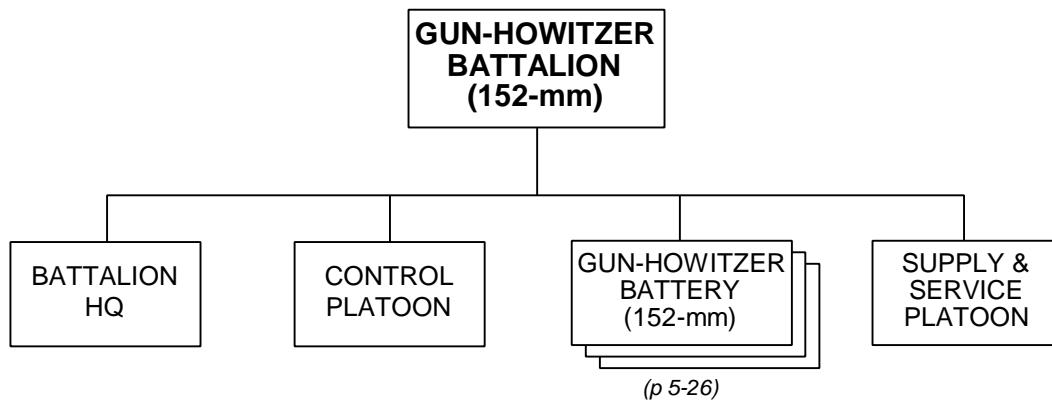 GUN-HOWITZER
BATTALION
(152-mm)
BATTALION
HQ
CONTROL
PLATOON
GUN-HOWITZER
BATTERY
(152-mm)
SUPPLY &
SERVICE
PLATOON
(p 5-26)